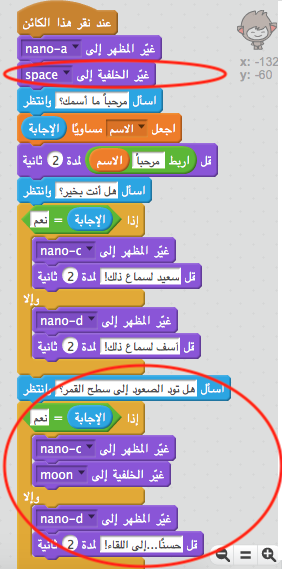 عند نقر هذا الكائن
غيّر المظهر إلى nano-a
غيّر الخلفية إلى space
اسأل مرحباً ما أسمك؟ وانتظر
اجعل الاسم مساويًا الإجابة
قل اربط مرحباً الاسم لمدة 2 ثانية
اسأل هل أنت بخير؟ وانتظر
إذا الإجابة = نعم
غيّر المظهر إلى nano-c
قل سعيد لسماع ذلك! لمدة 2 ثانية
وإلا
غيّر المظهر إلى nano-d
قل آسف لسماع ذلك! لمدة 2 ثانية
اسأل هل تود الصعود إلى سطح القمر؟ وانتظر
إذا الإجابة = نعم
غيّر المظهر إلى nano-c
غيّر الخلفية إلى moon
وإلا
غيّر المظهر إلى nano-d
قل حسنًا...إلى اللقاء! لمدة 2 ثانية
x: -132
y: -60